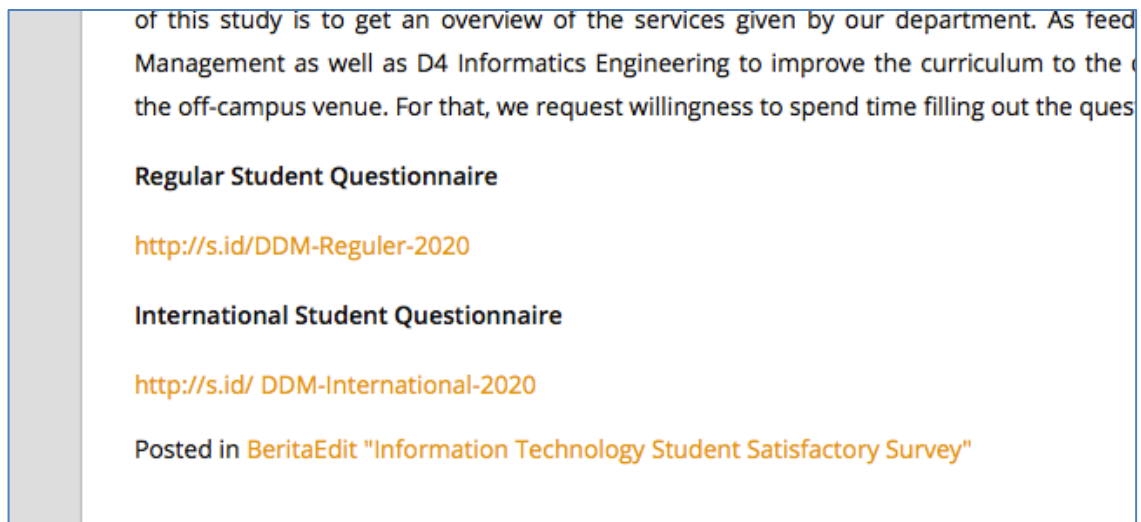 of this study is to get an overview of the services given by our department. As feed
Management as well as D4 Informatics Engineering to improve the curriculum to the
the off-campus venue. For that, we request willingness to spend time filling out the ques
Regular Student Questionnaire
http://s.id/DDM-Reguler-2020
International Student Questionnaire
http://s.id/ DDM-International-2020
Posted in BeritaEdit "Information Technology Student Satisfactory Survey"